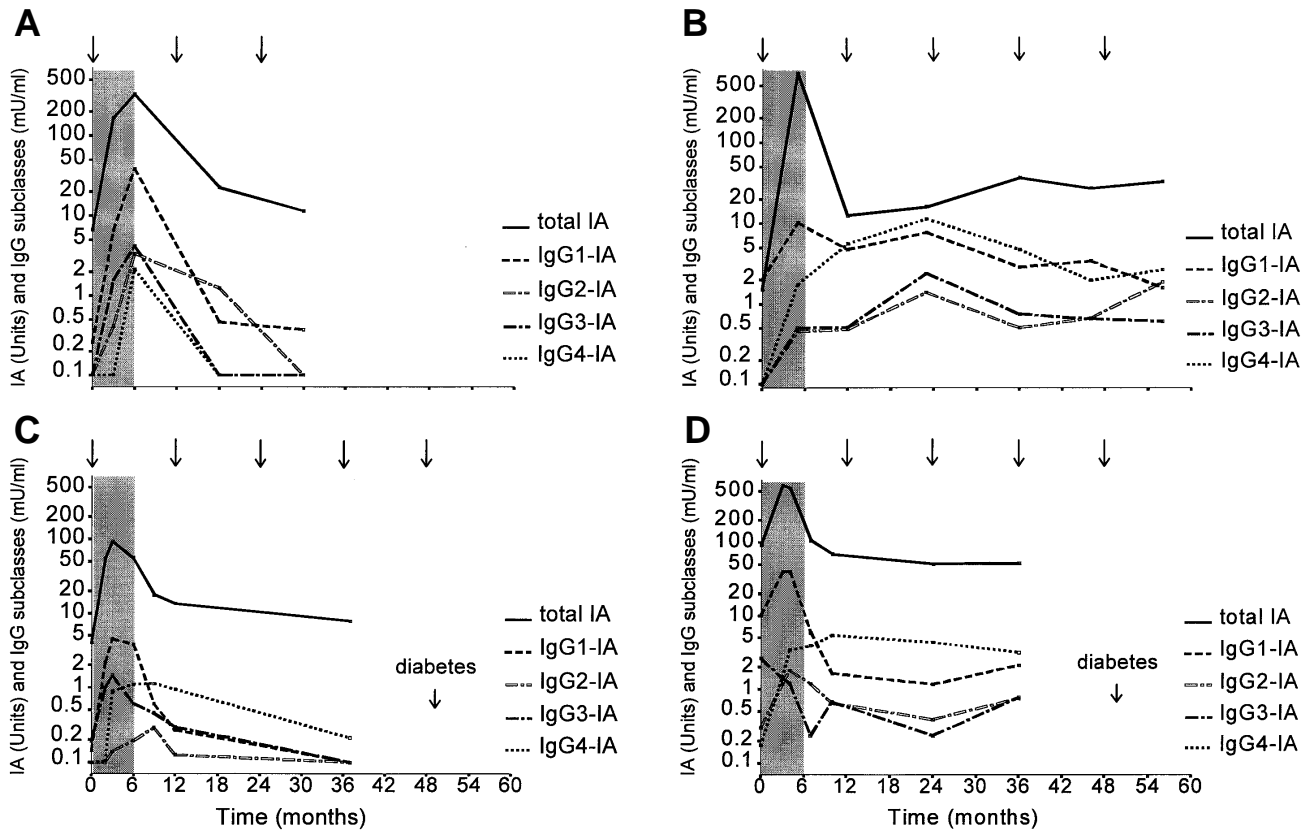 A
IA (Units) and IgG subclasses (mU/ml)
500
200
100
50
20
10
5
2
1
0.5
0.2
0.1
total IA
IgG1-IA
IgG2-IA
IgG3-IA
IgG4-IA
B
IA (Units) and IgG subclasses (mU/ml)
500
200
100
50
20
10
5
2
1
0.5
0.2
0.1
total IA
IgG1-IA
IgG2-IA
IgG3-IA
IgG4-IA
C
IA (Units) and IgG subclasses (mU/ml)
500
200
100
50
20
10
5
2
1
0.5
0.2
0.1
total IA
IgG1-IA
IgG2-IA
IgG3-IA
IgG4-IA
diabetes
0 6 12 18 24 30 36 42 48 54 60
Time (months)
D
IA (Units) and IgG subclasses (mU/ml)
500
200
100
50
20
10
5
2
1
0.5
0.2
0.1
total IA
IgG1-IA
IgG2-IA
IgG3-IA
IgG4-IA
diabetes
0 6 12 18 24 30 36 42 48 54 60
Time (months)